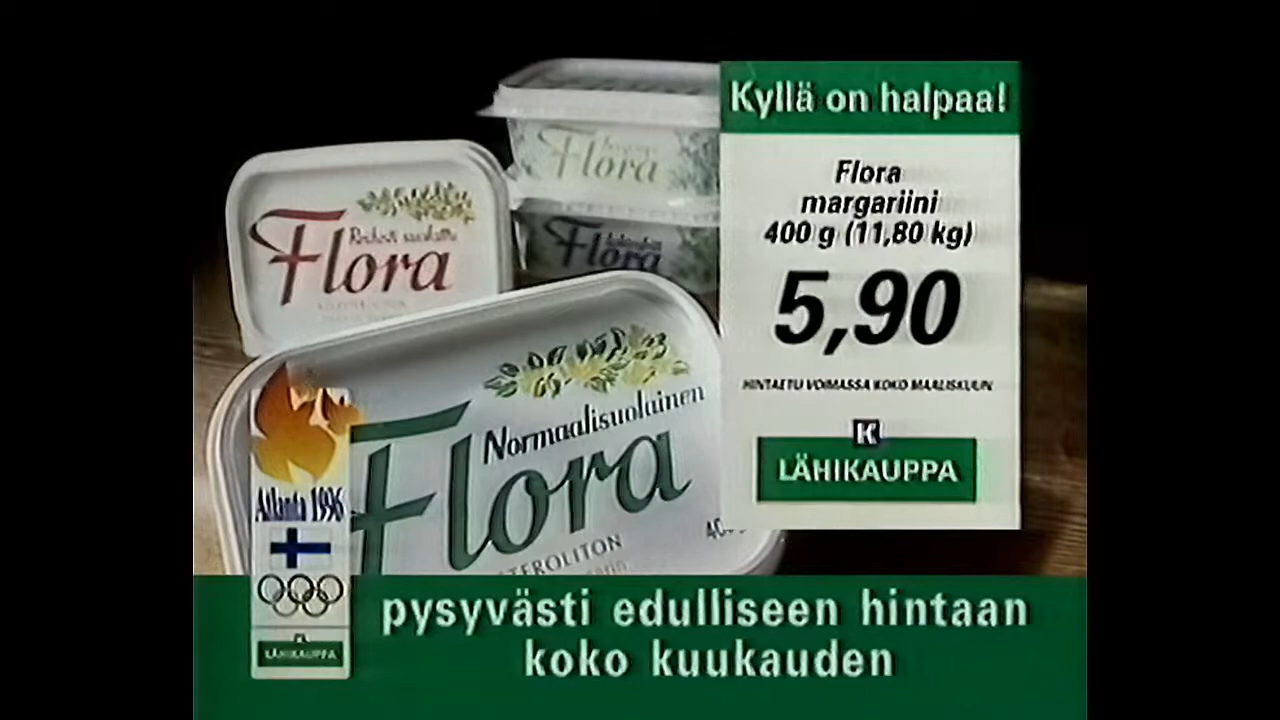 Kyllä on halpaa!
Flora
margariini
400 g (11,80 kg)
5,90
HINTAETU VOIMASSA KOKO MAALISKUUN
K
LÄHIKAUPPA
Flora
Flora
Flora
Normaalisuolainen
Flora
Atlanta 1996
K
LÄHIKAUPPA
pysyvästi edulliseen hintaan
koko kuukauden